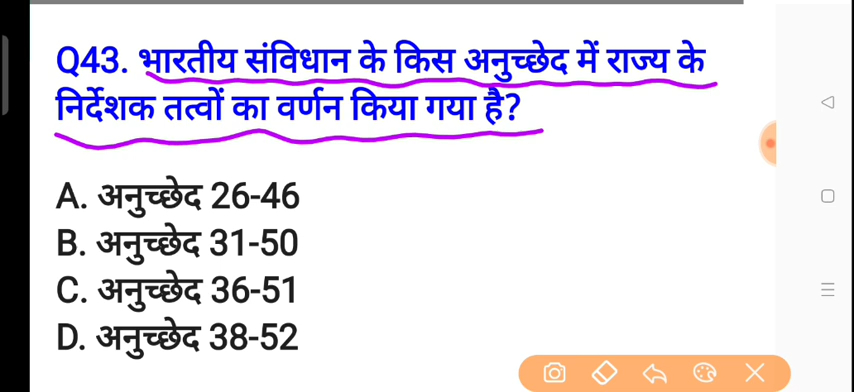 Q43. भारतीय संविधान के किस अनुच्छेद में राज्य के
निर्देशक तत्वों का वर्णन किया गया है?
A. अनुच्छेद 26-46
B. अनुच्छेद 31-50
C. अनुच्छेद 36-51
D. अनुच्छेद 38-52